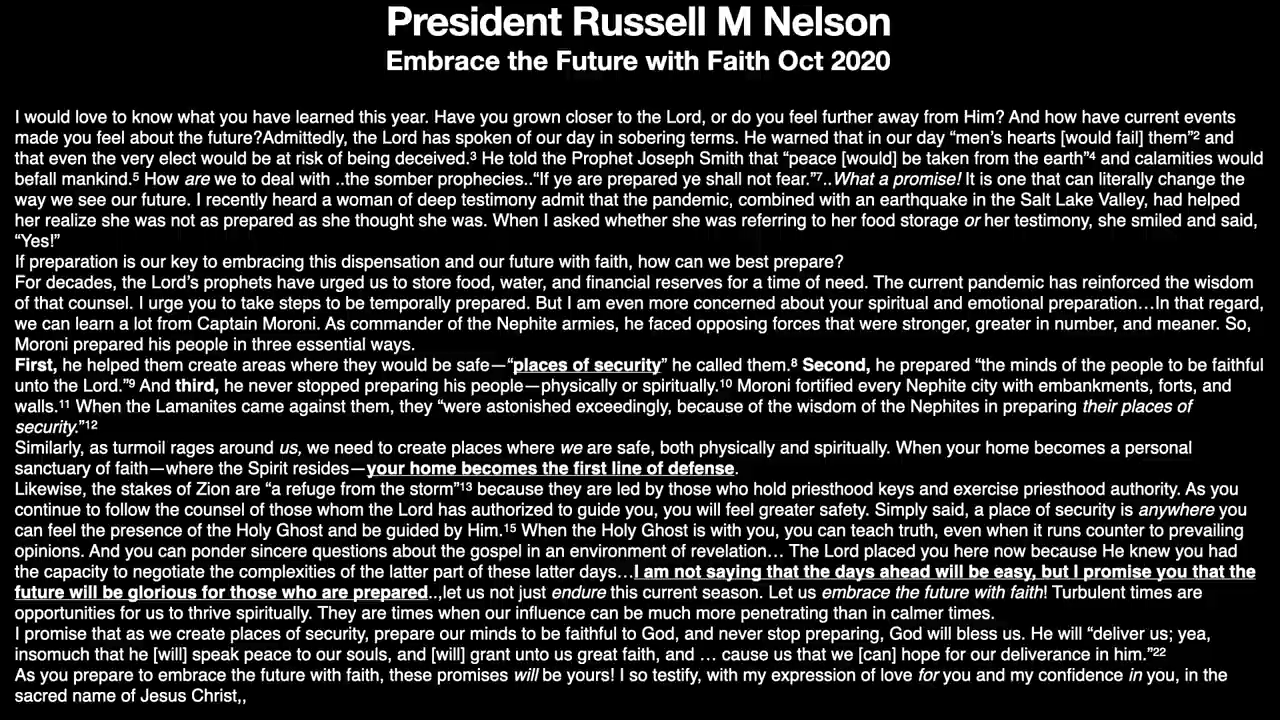 President Russell M Nelson
Embrace the Future with Faith Oct 2020
I would love to know what you have learned this year. Have you grown closer to the Lord, or do you feel further away from Him? And how have current events
made you feel about the future?Admittedly, the Lord has spoken of our day in sobering terms. He warned that in our day “men’s hearts [would fail] them”² and
that even the very elect would be at risk of being deceived.³ He told the Prophet Joseph Smith that “peace [would] be taken from the earth”⁴ and calamities would
befall mankind.⁵ How are we to deal with ..the somber prophecies..“If ye are prepared ye shall not fear.”⁷..What a promise! It is one that can literally change the
way we see our future. I recently heard a woman of deep testimony admit that the pandemic, combined with an earthquake in the Salt Lake Valley, had helped
her realize she was not as prepared as she thought she was. When I asked whether she was referring to her food storage or her testimony, she smiled and said,
“Yes!”
If preparation is our key to embracing this dispensation and our future with faith, how can we best prepare?
For decades, the Lord’s prophets have urged us to store food, water, and financial reserves for a time of need. The current pandemic has reinforced the wisdom
of that counsel. I urge you to take steps to be temporally prepared. But I am even more concerned about your spiritual and emotional preparation…In that regard,
we can learn a lot from Captain Moroni. As commander of the Nephite armies, he faced opposing forces that were stronger, greater in number, and meaner. So,
Moroni prepared his people in three essential ways.
First, he helped them create areas where they would be safe—“places of security” he called them.⁸ Second, he prepared “the minds of the people to be faithful
unto the Lord.”⁹ And third, he never stopped preparing his people—physically or spiritually.¹⁰ Moroni fortified every Nephite city with embankments, forts, and
walls.¹¹ When the Lamanites came against them, they “were astonished exceedingly, because of the wisdom of the Nephites in preparing their places of
security.”¹²
Similarly, as turmoil rages around us, we need to create places where we are safe, both physically and spiritually. When your home becomes a personal
sanctuary of faith—where the Spirit resides—your home becomes the first line of defense.
Likewise, the stakes of Zion are “a refuge from the storm”¹³ because they are led by those who hold priesthood keys and exercise priesthood authority. As you
continue to follow the counsel of those whom the Lord has authorized to guide you, you will feel greater safety. Simply said, a place of security is anywhere you
can feel the presence of the Holy Ghost and be guided by Him.¹⁵ When the Holy Ghost is with you, you can teach truth, even when it runs counter to prevailing
opinions. And you can ponder sincere questions about the gospel in an environment of revelation… The Lord placed you here now because He knew you had
the capacity to negotiate the complexities of the latter part of these latter days…I am not saying that the days ahead will be easy, but I promise you that the
future will be glorious for those who are prepared..,let us not just endure this current season. Let us embrace the future with faith! Turbulent times are
opportunities for us to thrive spiritually. They are times when our influence can be much more penetrating than in calmer times.
I promise that as we create places of security, prepare our minds to be faithful to God, and never stop preparing, God will bless us. He will “deliver us; yea,
insomuch that he [will] speak peace to our souls, and [will] grant unto us great faith, and … cause us that we [can] hope for our deliverance in him.”²²
As you prepare to embrace the future with faith, these promises will be yours! I so testify, with my expression of love for you and my confidence in you, in the
sacred name of Jesus Christ,,